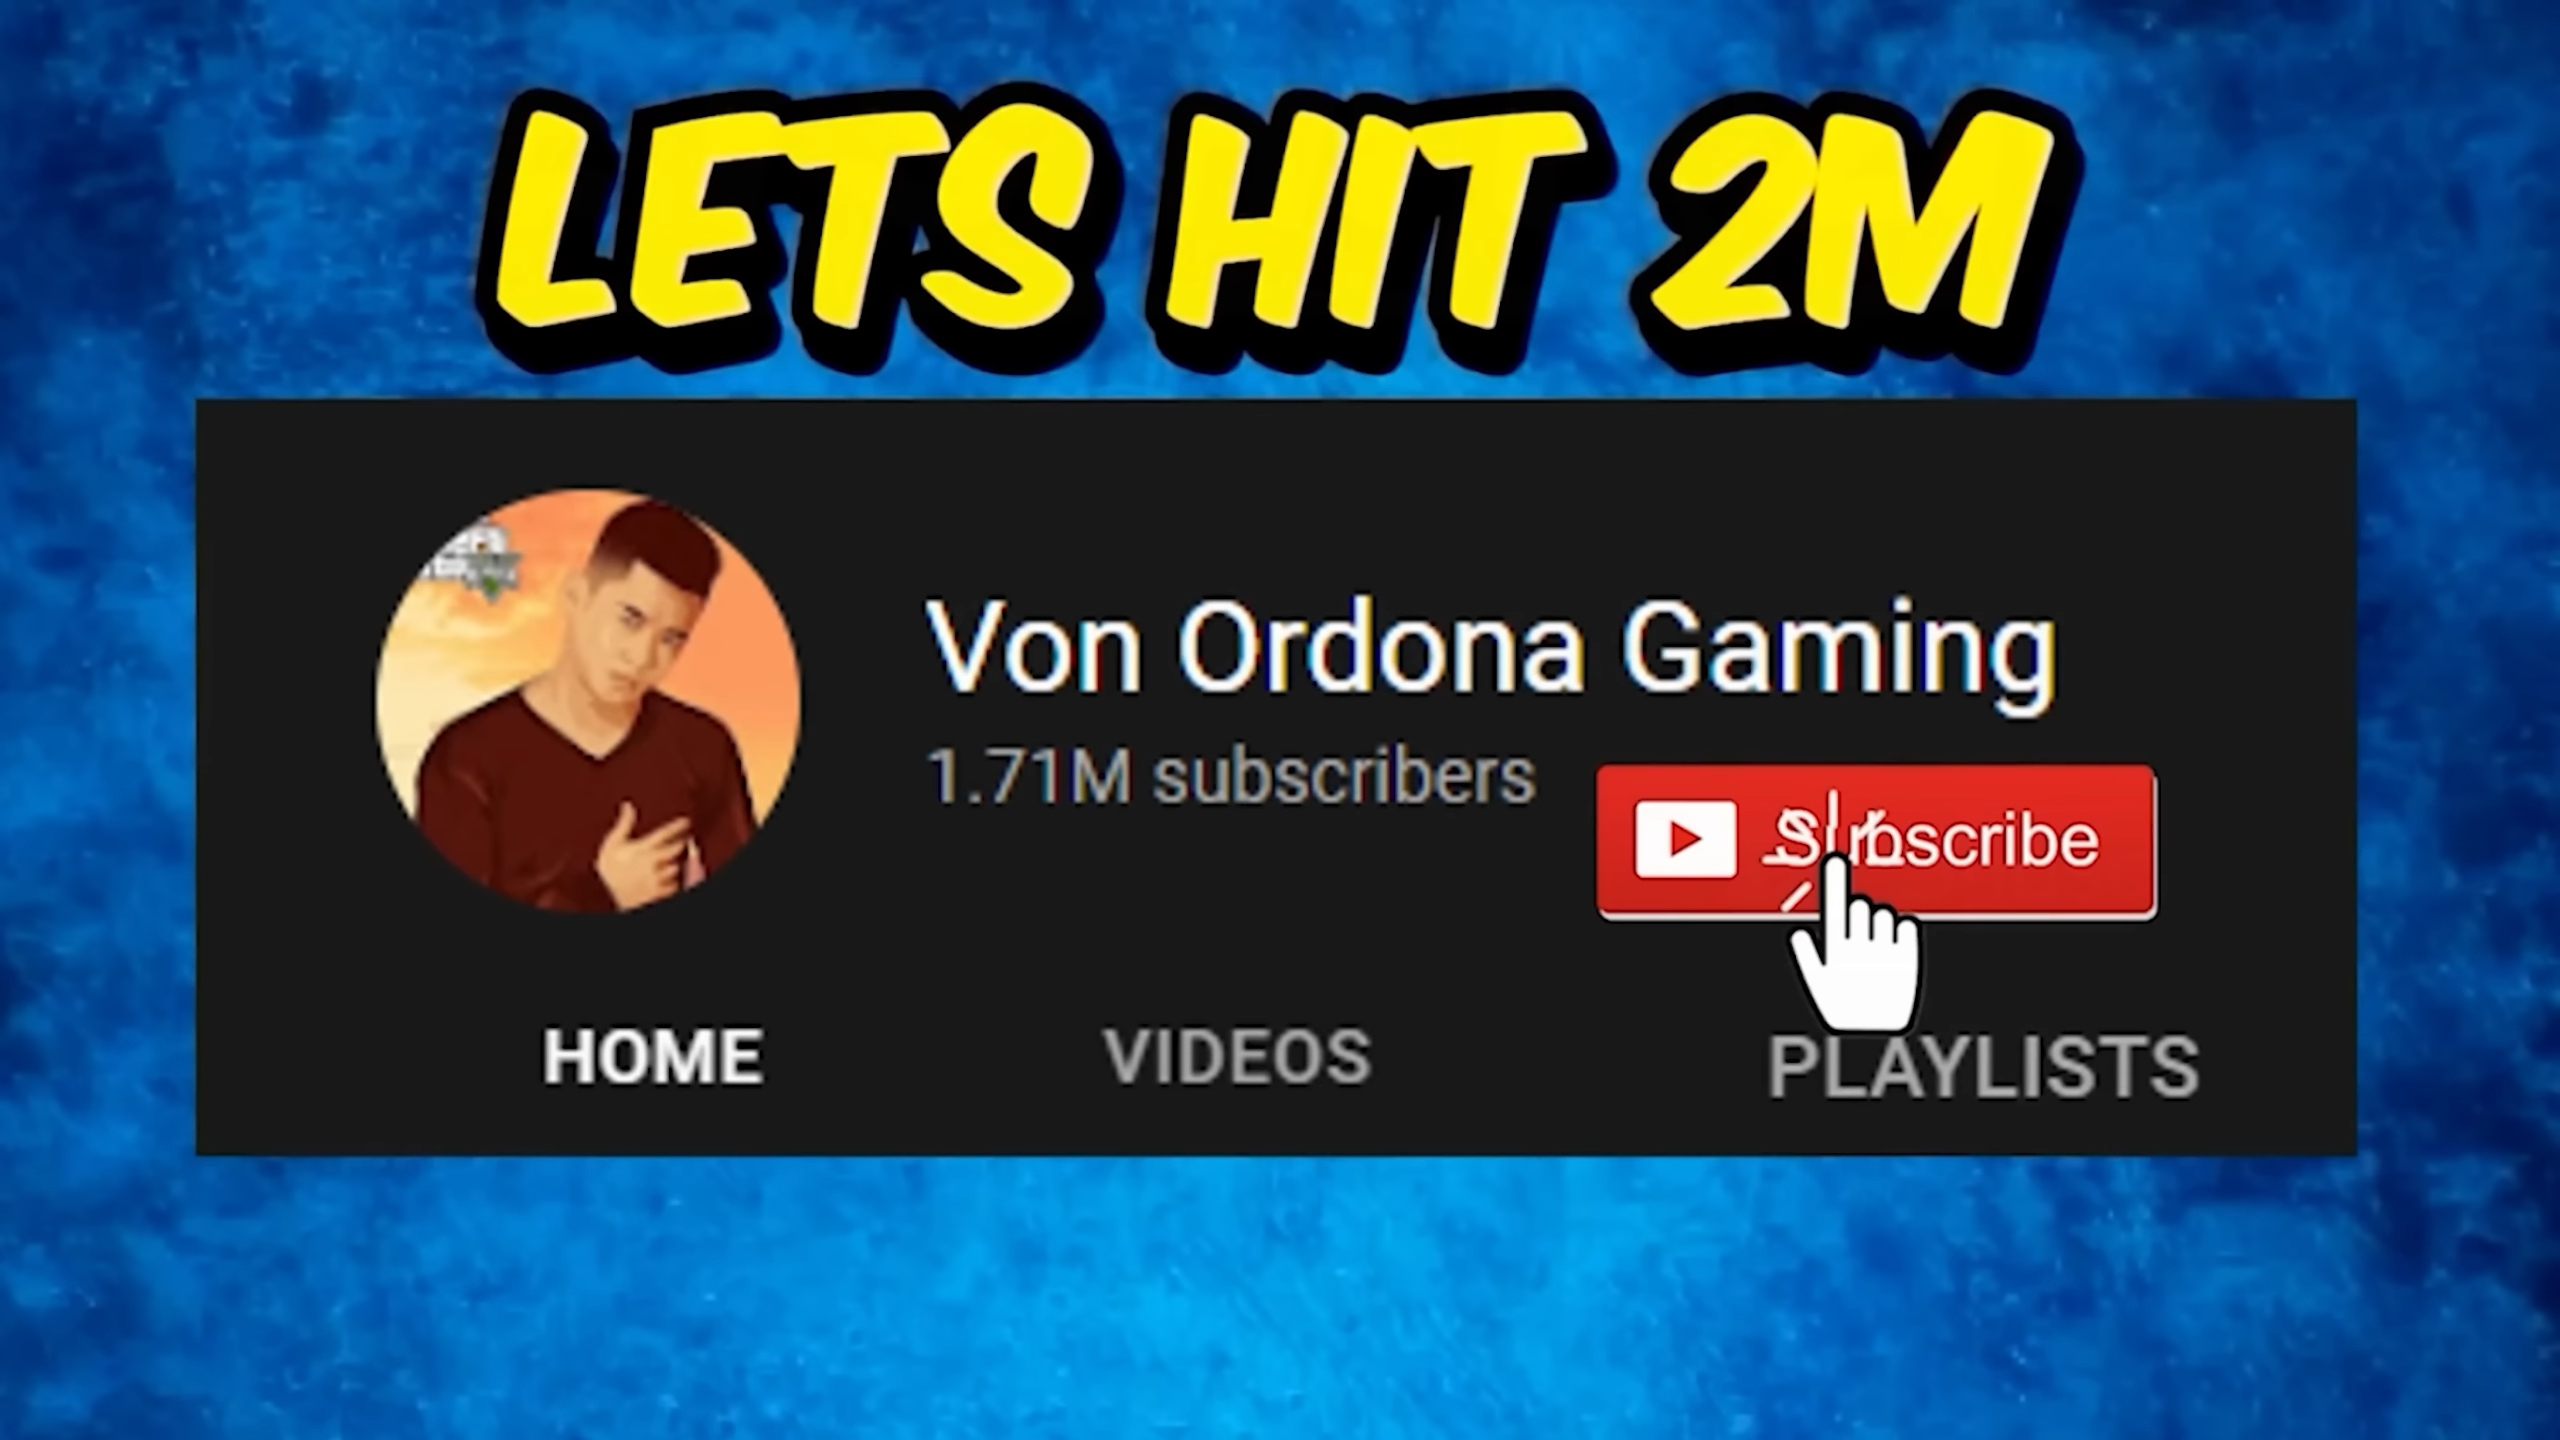 LETS HIT 2M
Von Ordona Gaming
1.71M subscribers
Subscribe
HOME VIDEOS PLAYLISTS